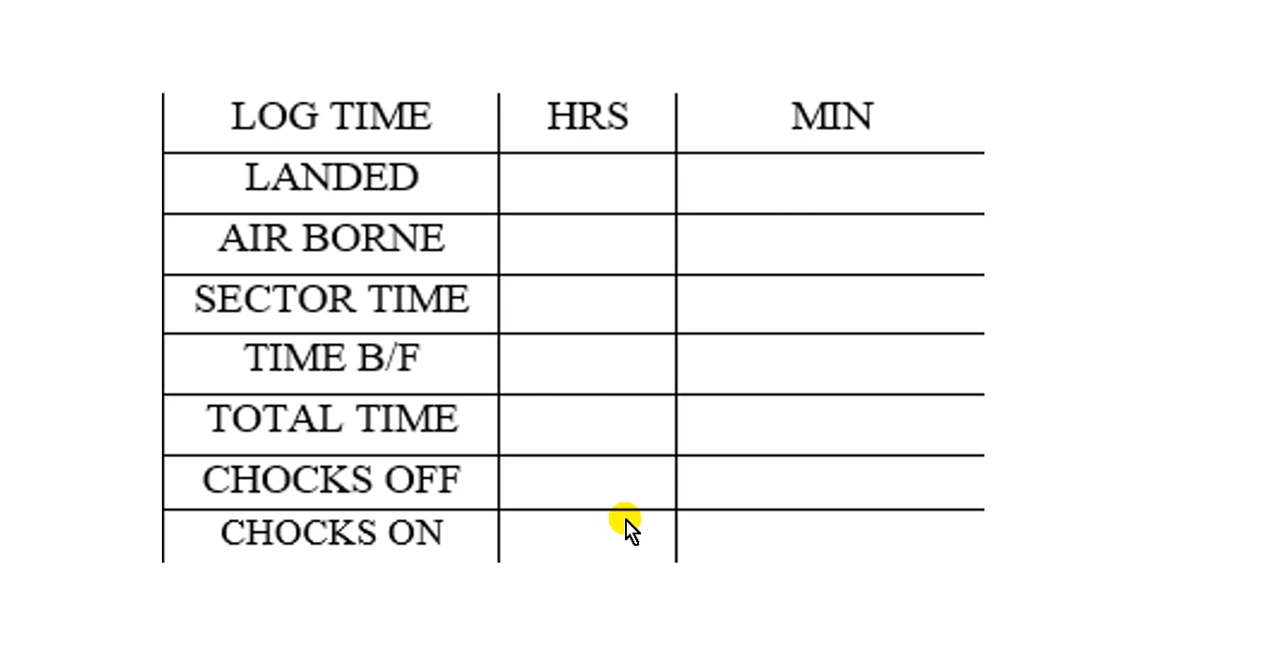 LOG TIME HRS MIN
LANDED
AIR BORNE
SECTOR TIME
TIME B/F
TOTAL TIME
CHOCKS OFF
CHOCKS ON